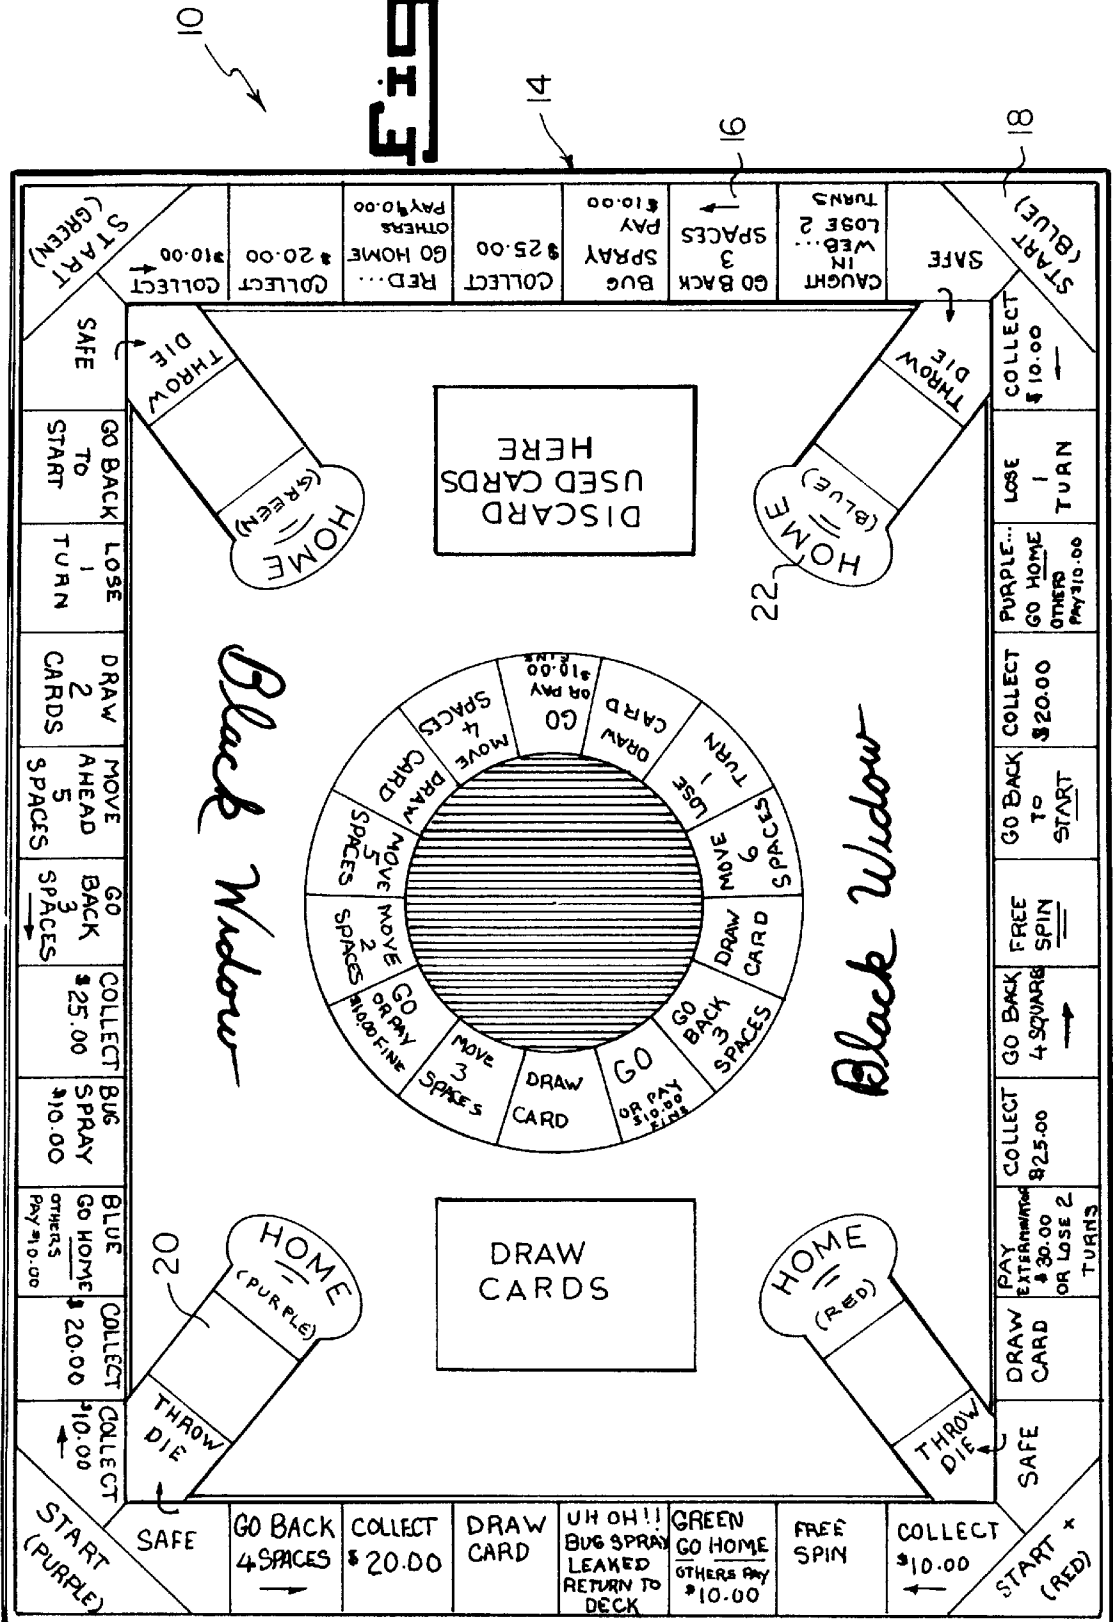 10
Fig
14
16
18
START
(GREEN)
COLLECT
$10.00
COLLECT
$20.00
RED...
GO HOME
OTHERS
PAY $10.00
COLLECT
$25.00
BUG
SPRAY
PAY
$10.00
GO BACK
3
SPACES
CAUGHT
IN
WEB...
LOSE 2
TURNS
SAFE
START
(BLUE)
COLLECT
$10.00
LOSE
1
TURN
PURPLE...
GO HOME
OTHERS
PAY $10.00
COLLECT
$20.00
GO BACK
TO
START
FREE
SPIN
GO BACK
4 SQUARES
COLLECT
$25.00
PAY
EXTERMINATOR
$30.00
OR LOSE 2
TURNS
DRAW
CARD
SAFE
START
(RED)
COLLECT
$10.00
FREE
SPIN
GREEN
GO HOME
OTHERS PAY
$10.00
UH OH!!
BUG SPRAY
LEAKED
RETURN TO
DECK
DRAW
CARD
COLLECT
$20.00
GO BACK
4 SPACES
SAFE
START
(PURPLE)
COLLECT
$10.00
COLLECT
$20.00
BLUE
GO HOME
OTHERS
PAY $10.00
BUG
SPRAY
$10.00
COLLECT
$25.00
GO
BACK
3
SPACES
MOVE
AHEAD
5
SPACES
DRAW
2
CARDS
LOSE
1
TURN
GO BACK
TO
START
SAFE
THROW
DIE
HOME
(GREEN)
THROW
DIE
HOME
(BLUE)
22
THROW
DIE
HOME
(RED)
THROW
DIE
20
HOME
(PURPLE)
DISCARD
USED CARDS
HERE
DRAW
CARDS
Black Widow
Black Widow
GO
OR PAY
$10.00
FINE
DRAW
CARD
LOSE
1
TURN
MOVE
6
SPACES
DRAW
CARD
GO
BACK
3
SPACES
GO
OR PAY
$10.00
FINE
DRAW
CARD
MOVE
3
SPACES
GO
OR PAY
$10.00 FINE
MOVE
2
SPACES
MOVE
5
SPACES
DRAW
CARD
MOVE
4
SPACES